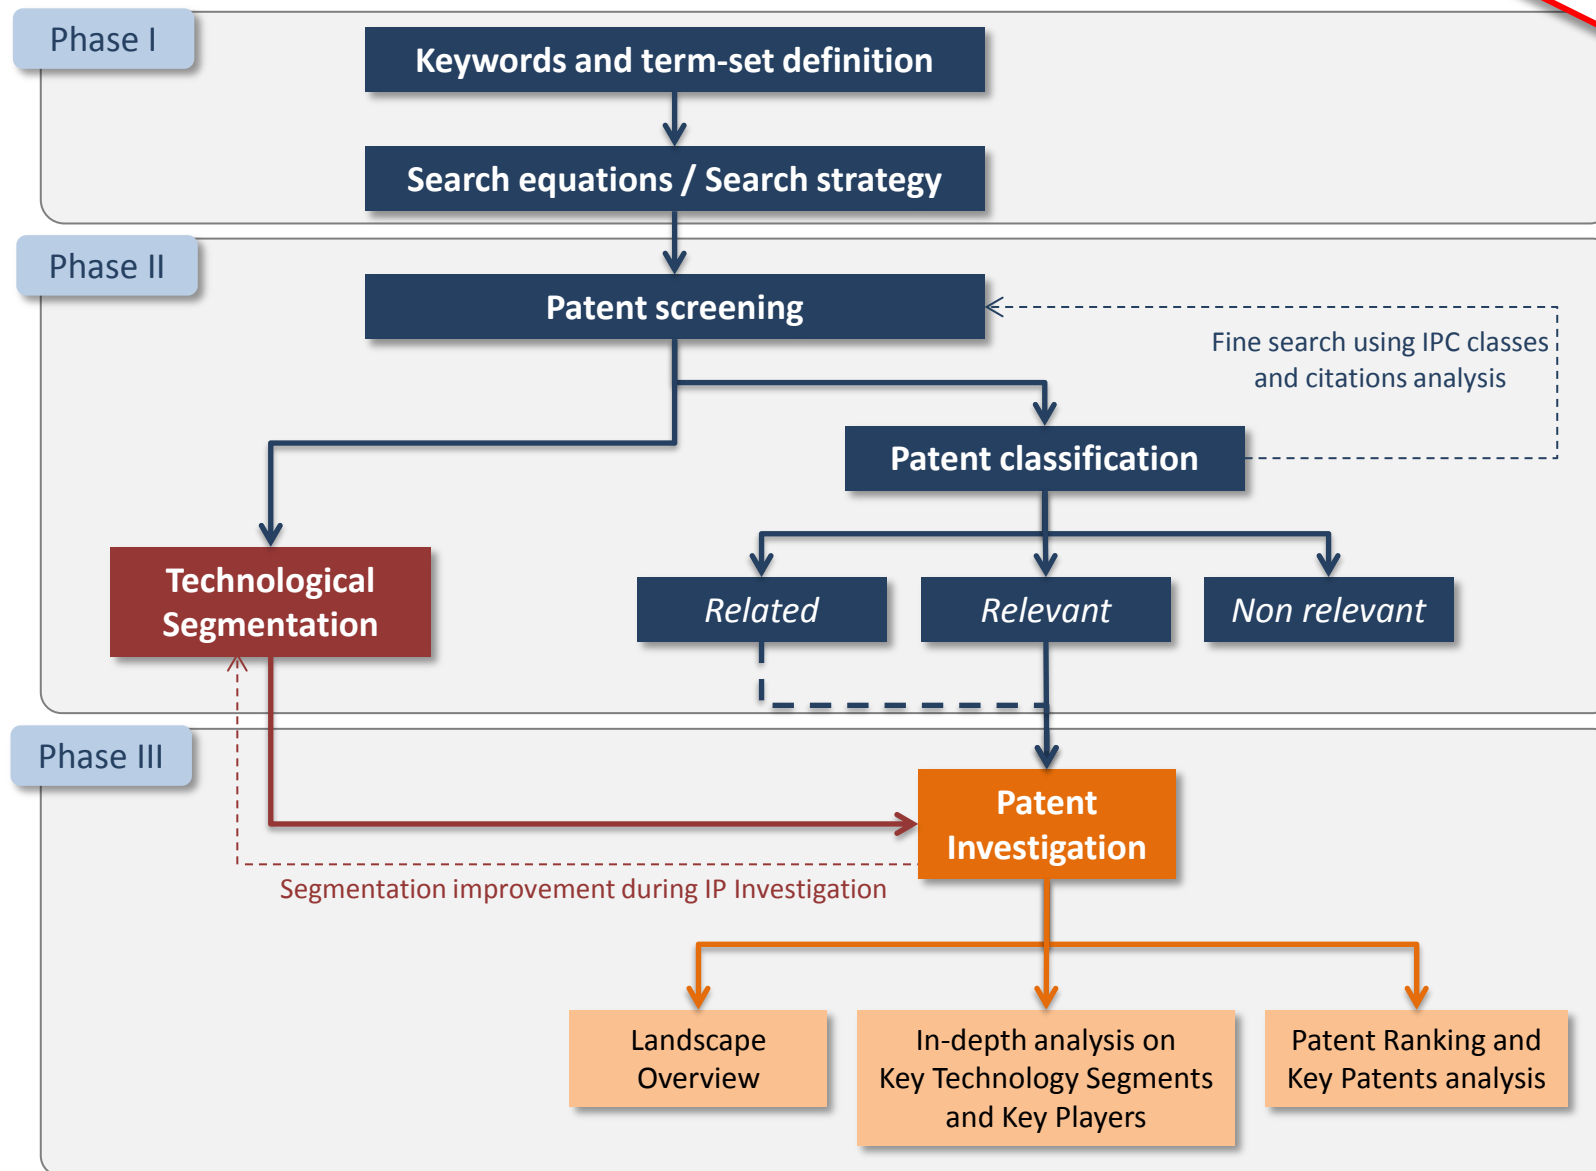 Phase I
Keywords and term-set definition
Search equations / Search strategy
Phase II
Patent screening
Fine search using IPC classes
and citations analysis
Patent classification
Technological
Segmentation
Related
Relevant
Non relevant
Phase III
Patent
Investigation
Segmentation improvement during IP Investigation
Landscape
Overview
In-depth analysis on
Key Technology Segments
and Key Players
Patent Ranking and
Key Patents analysis